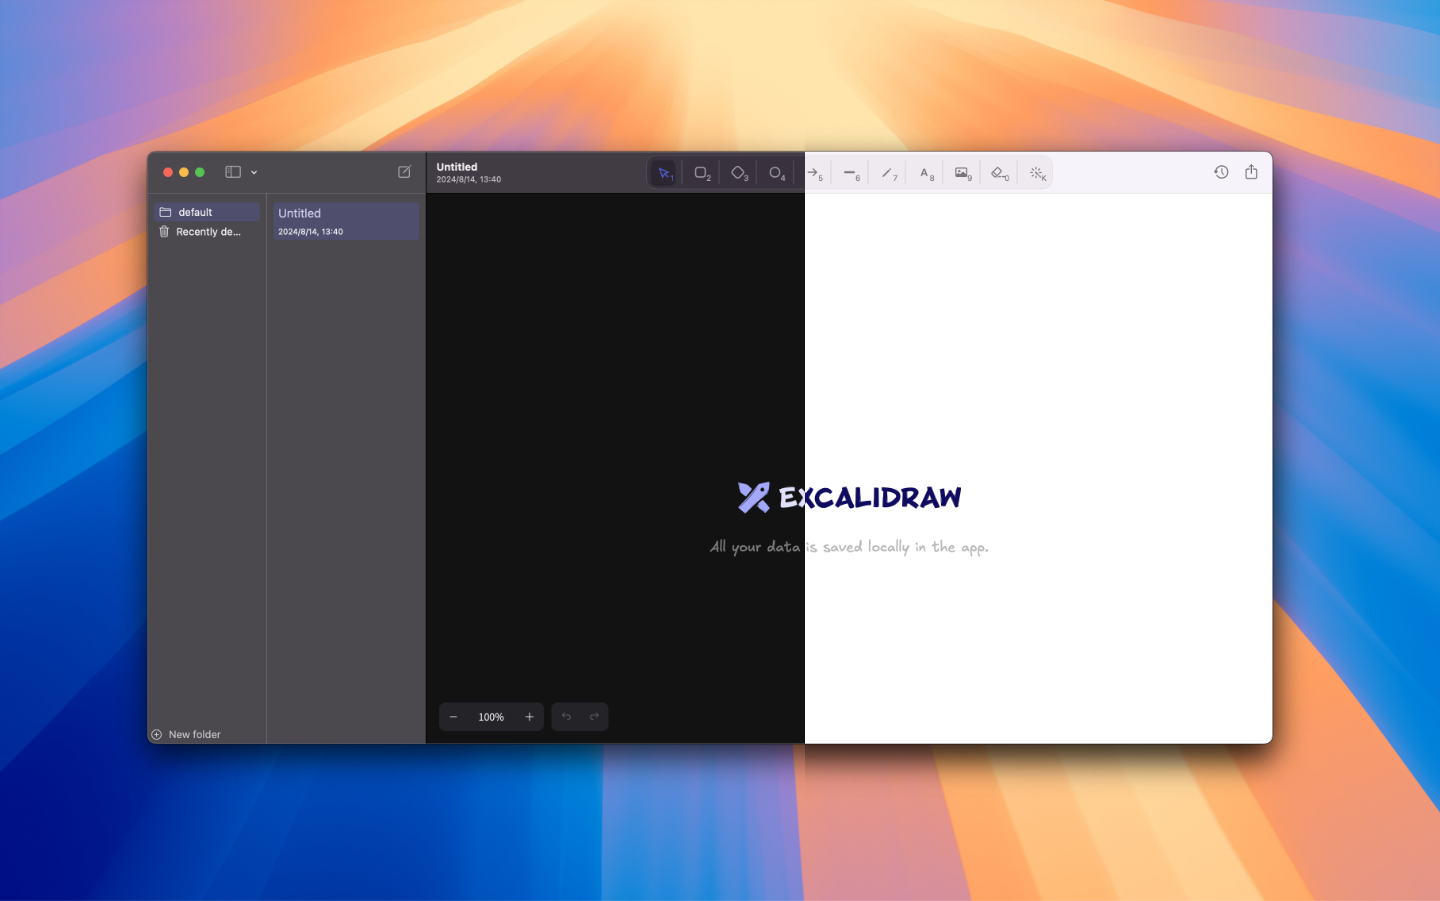 Untitled
2024/8/14, 13:40
1
2
3
4
5
6
7
A 8
9
0
K
default
Recently de...
Untitled
2024/8/14, 13:40
EXCALIDRAW
All your data is saved locally in the app.
100%
New folder